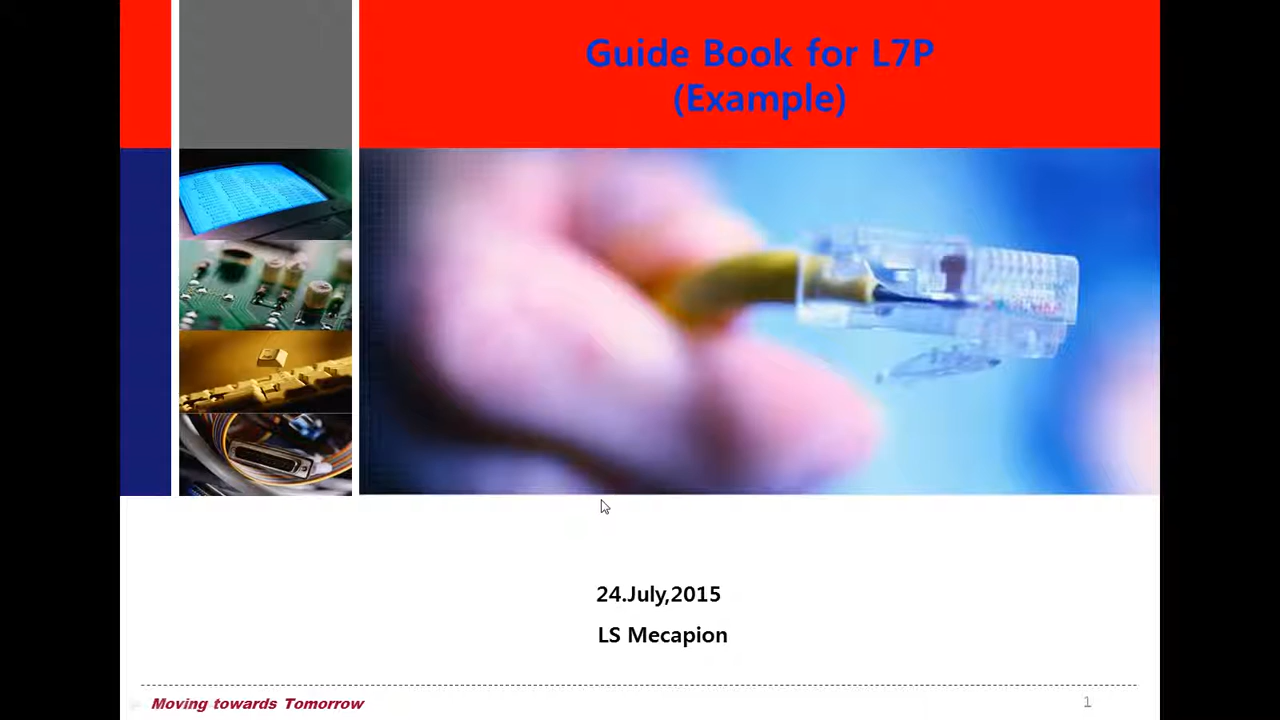 Guide Book for L7P
(Example)
24.July,2015
LS Mecapion
Moving towards Tomorrow
1